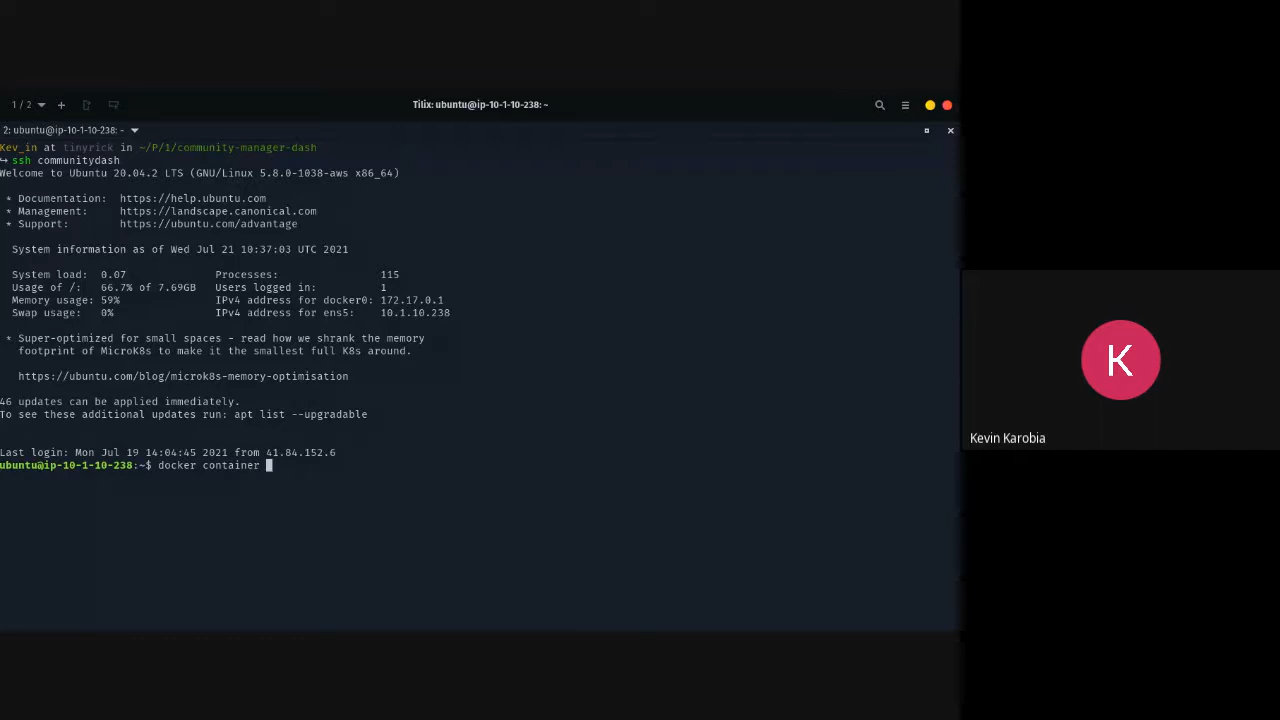 1 / 2
Tilix: ubuntu@ip-10-1-10-238: ~
2: ubuntu@ip-10-1-10-238: ~
Kev_in at tinyrick in ~/P/1/community-manager-dash
↪ ssh communitydash
Welcome to Ubuntu 20.04.2 LTS (GNU/Linux 5.8.0-1038-aws x86_64)
* Documentation: https://help.ubuntu.com
* Management: https://landscape.canonical.com
* Support: https://ubuntu.com/advantage
System information as of Wed Jul 21 10:37:03 UTC 2021
System load: 0.07 Processes: 115
Usage of /: 66.7% of 7.69GB Users logged in: 1
Memory usage: 59% IPv4 address for docker0: 172.17.0.1
Swap usage: 0% IPv4 address for ens5: 10.1.10.238
* Super-optimized for small spaces - read how we shrank the memory
footprint of MicroK8s to make it the smallest full K8s around.
https://ubuntu.com/blog/microk8s-memory-optimisation
46 updates can be applied immediately.
To see these additional updates run: apt list --upgradable
Last login: Mon Jul 19 14:04:45 2021 from 41.84.152.6
ubuntu@ip-10-1-10-238:~$ docker container
K
Kevin Karobia